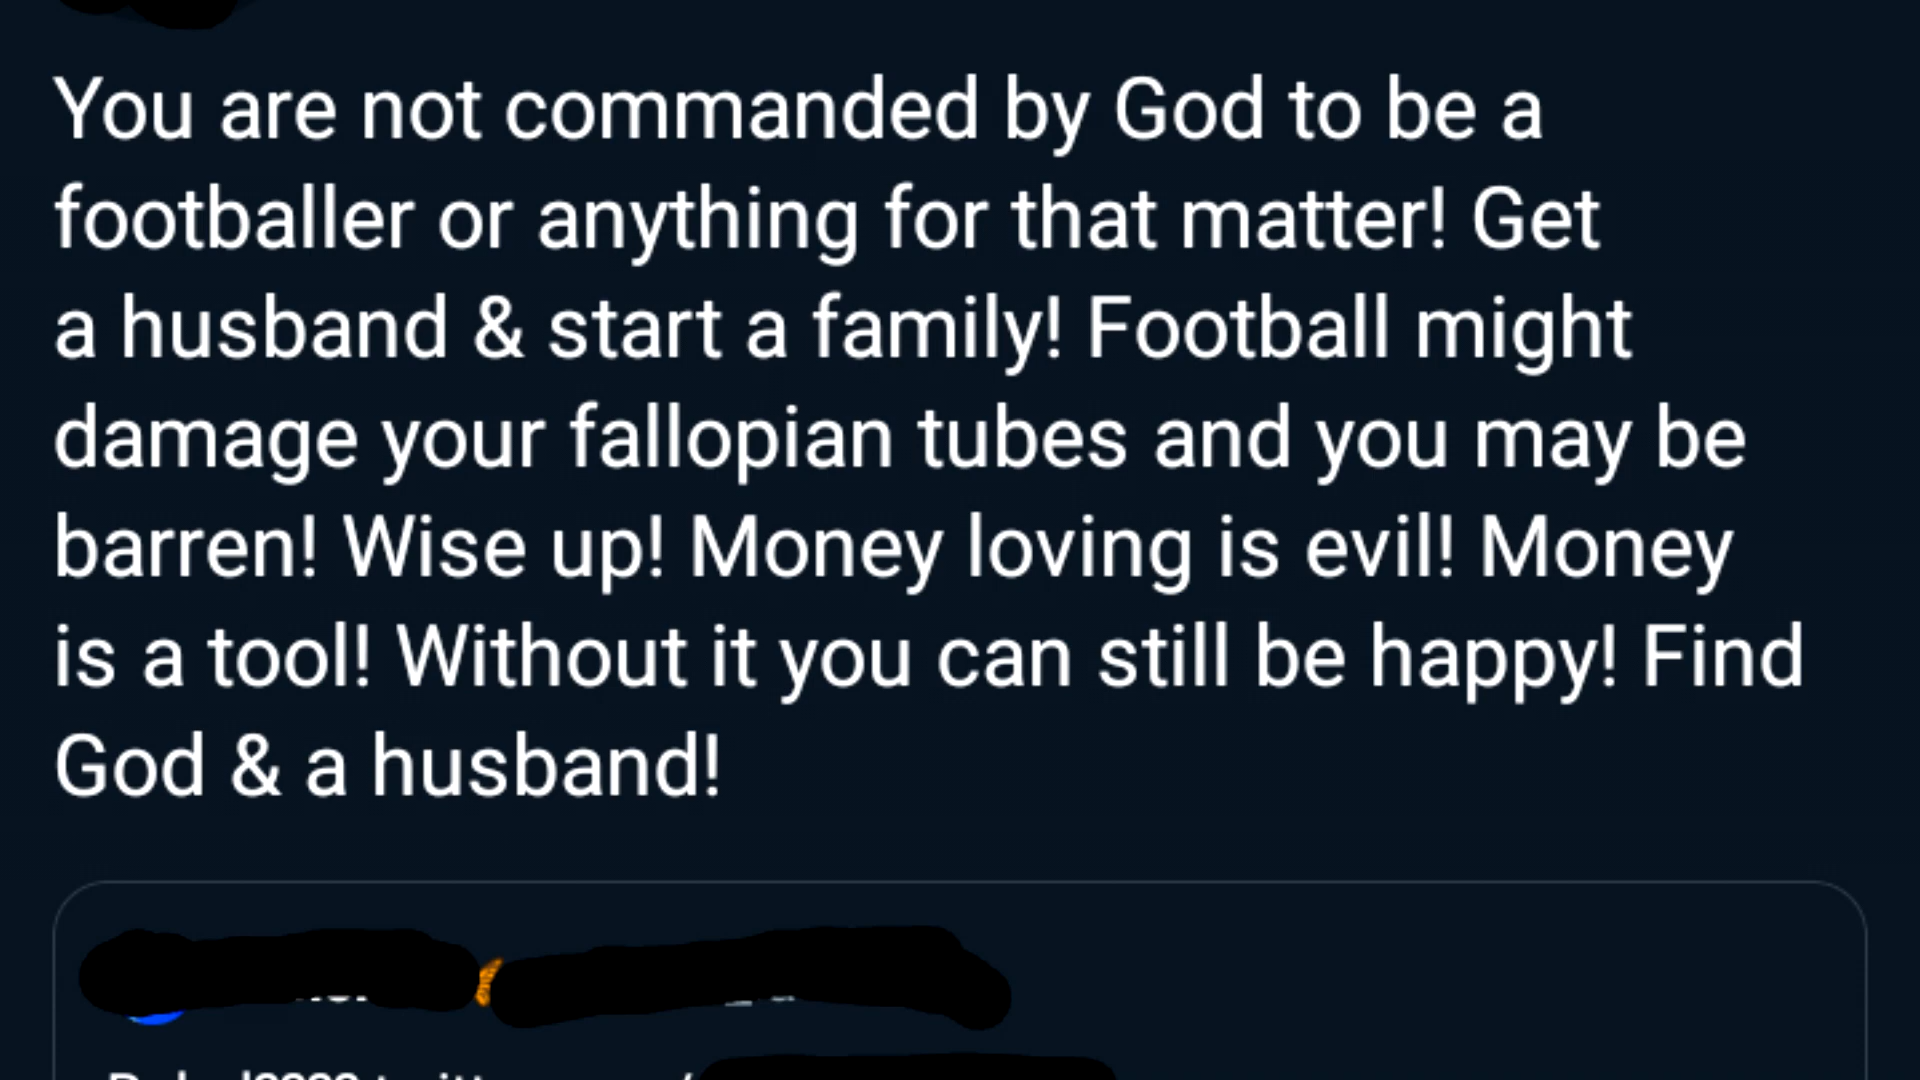 You are not commanded by God to be a
footballer or anything for that matter! Get
a husband & start a family! Football might
damage your fallopian tubes and you may be
barren! Wise up! Money loving is evil! Money
is a tool! Without it you can still be happy! Find
God & a husband!